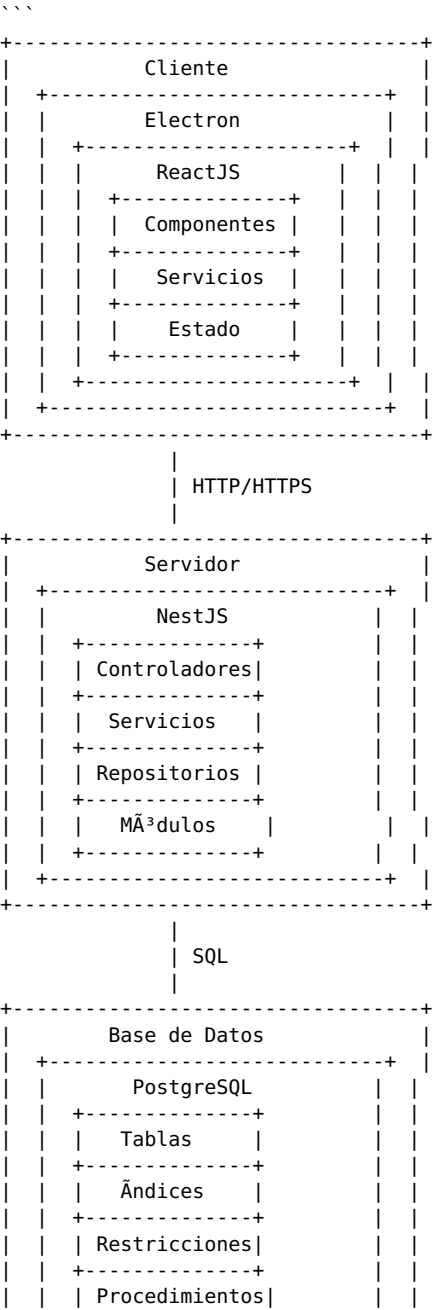 ```
Cliente
Electron
ReactJS
Componentes
Servicios
Estado
HTTP/HTTPS
Servidor
NestJS
Controladores
Servicios
Repositorios
MÃ³dulos
SQL
Base de Datos
PostgreSQL
Tablas
Ãndices
Restricciones
Procedimientos